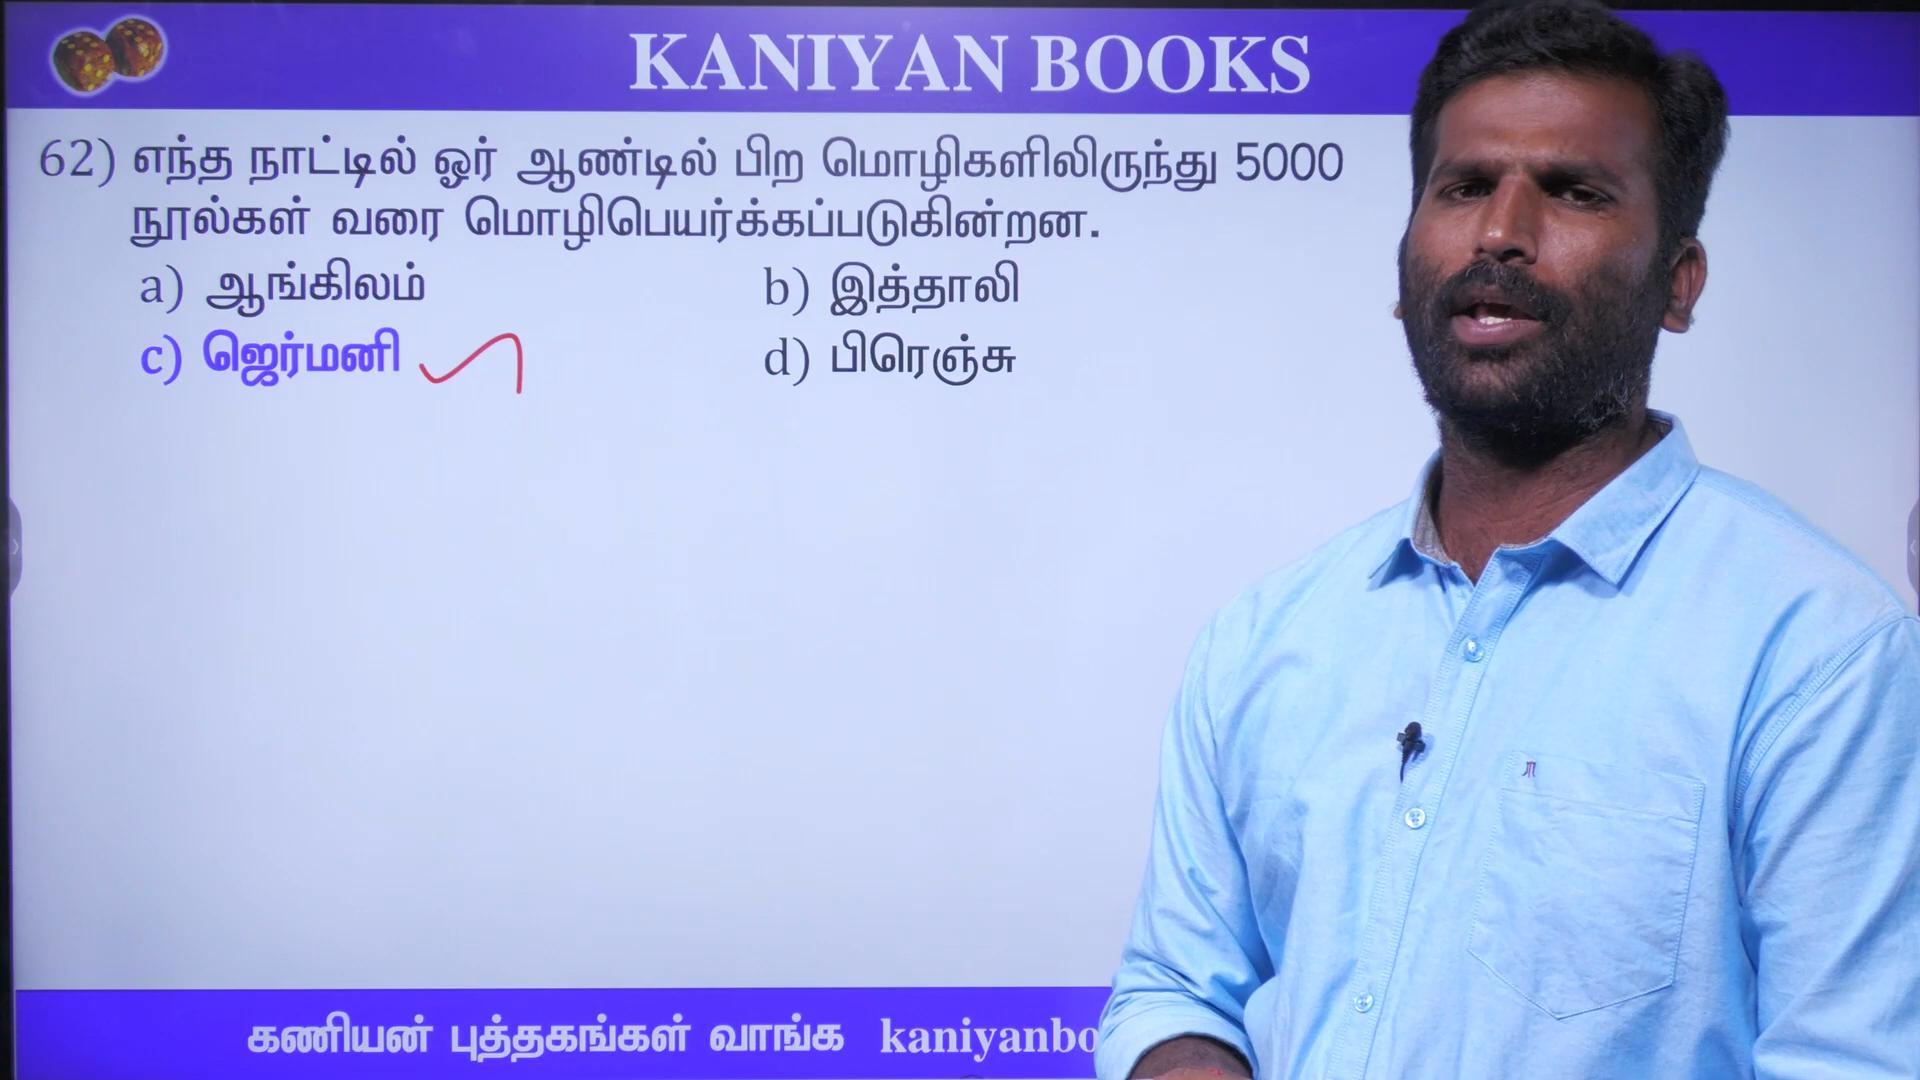 KANIYAN BOOKS
62) எந்த நாட்டில் ஓர் ஆண்டில் பிற மொழிகளிலிருந்து 5000
நூல்கள் வரை மொழிபெயர்க்கப்படுகின்றன.
a) ஆங்கிலம் b) இத்தாலி
c) ஜெர்மனி d) பிரெஞ்சு
கணியன் புத்தகங்கள் வாங்க kaniyanbo